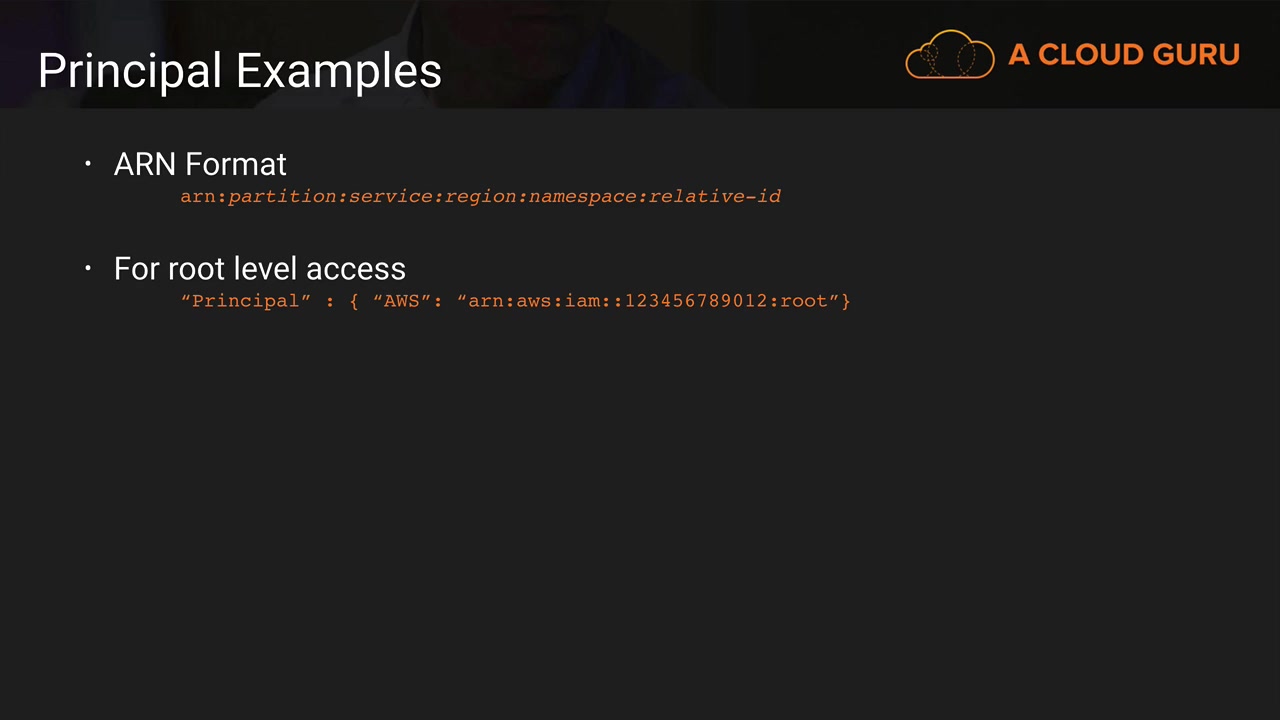 Principal Examples
A CLOUD GURU
• ARN Format
arn:partition:service:region:namespace:relative-id
• For root level access
“Principal” : { “AWS”: “arn:aws:iam::123456789012:root”}